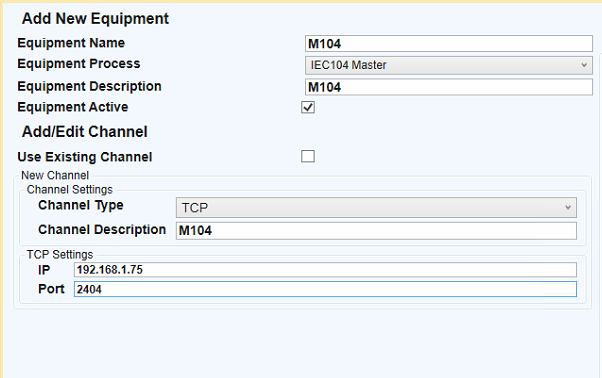 Add New Equipment
Equipment Name M104
Equipment Process IEC104 Master
Equipment Description M104
Equipment Active
Add/Edit Channel
Use Existing Channel
New Channel
Channel Settings
Channel Type TCP
Channel Description M104
TCP Settings
IP 192.168.1.75
Port 2404